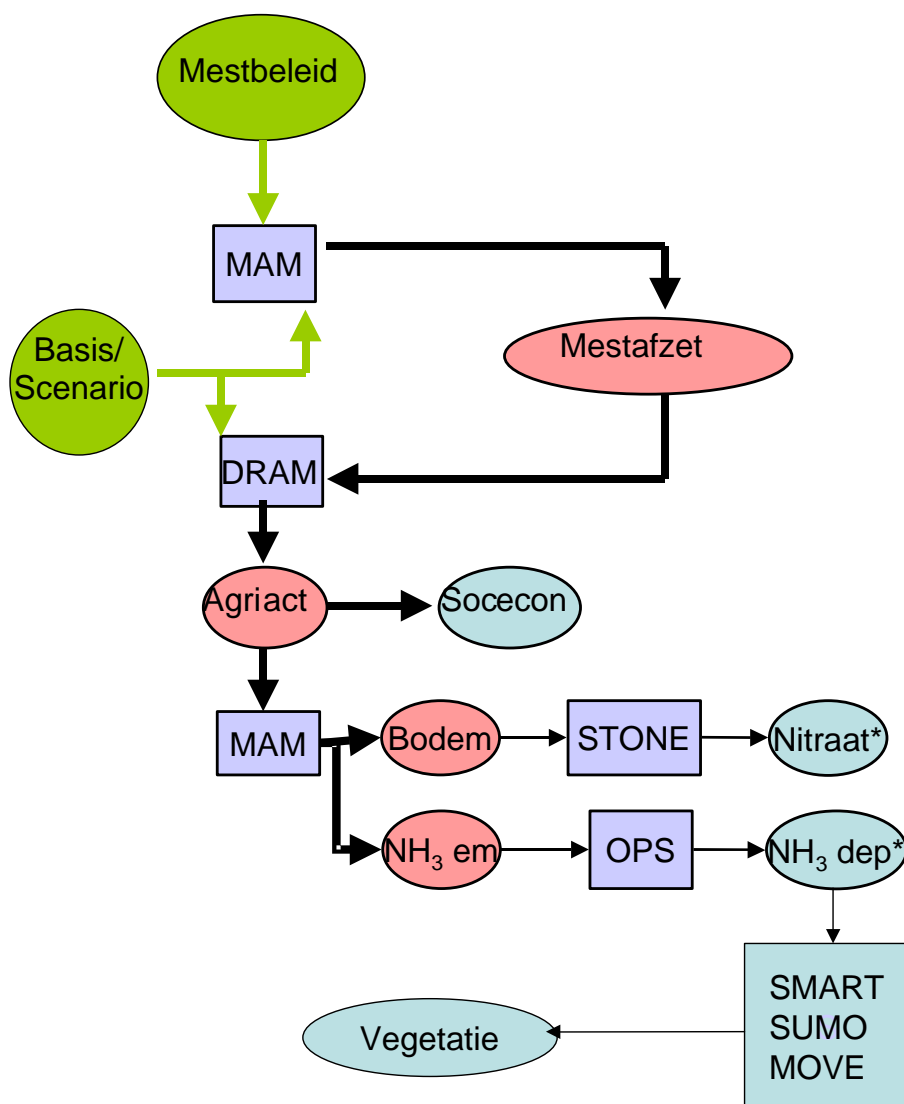 Mestbeleid
MAM
Basis/
Scenario
Mestafzet
DRAM
Agriact
Socecon
MAM
Bodem
STONE
Nitraat*
NH₃ em
OPS
NH₃ dep*
SMART
SUMO
MOVE
Vegetatie